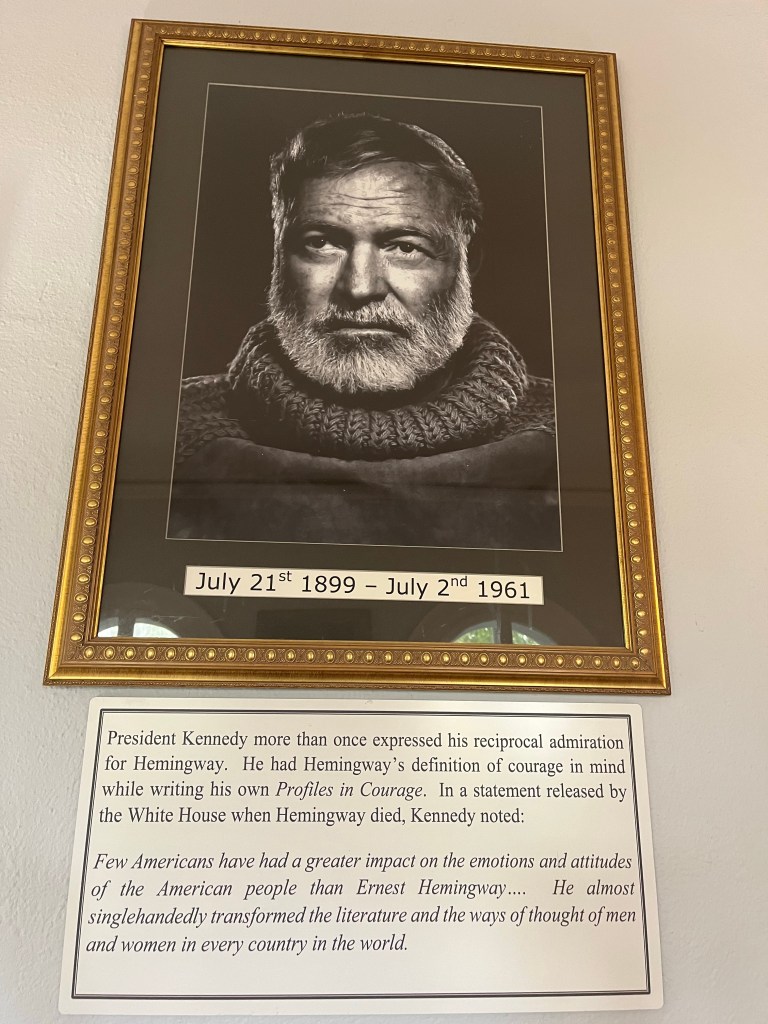 July 21st 1899 – July 2nd 1961
President Kennedy more than once expressed his reciprocal admiration
for Hemingway. He had Hemingway's definition of courage in mind
while writing his own Profiles in Courage. In a statement released by
the White House when Hemingway died, Kennedy noted:
Few Americans have had a greater impact on the emotions and attitudes
of the American people than Ernest Hemingway.... He almost
singlehandedly transformed the literature and the ways of thought of men
and women in every country in the world.